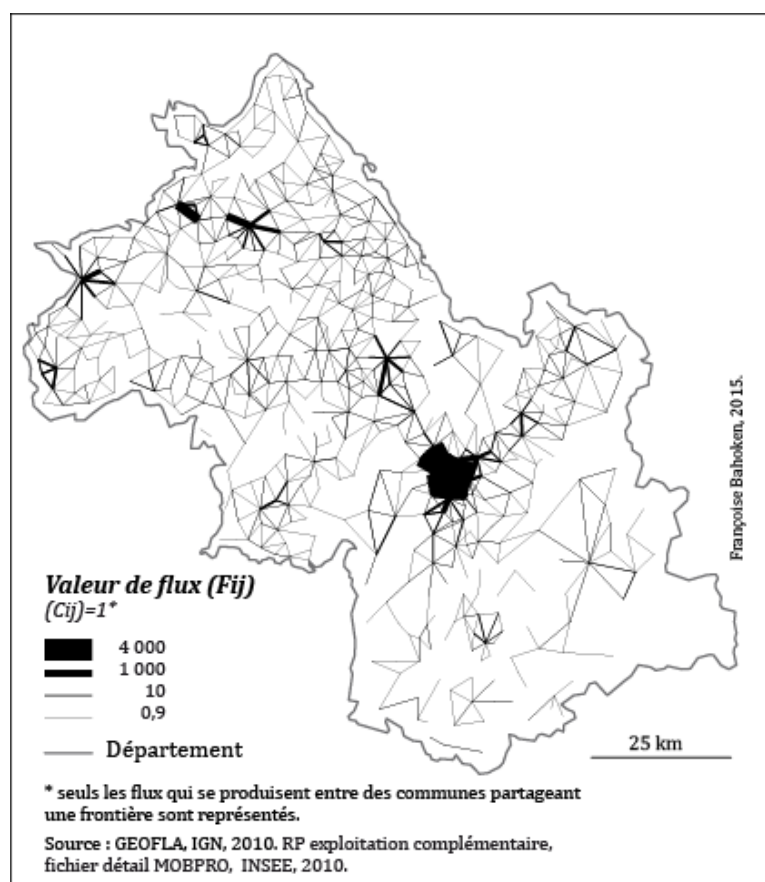 Françoise Bahoken, 2015.
Valeur de flux (Fij)
(Cij)=1*
4 000
1 000
10
0,9
Département
25 km
* seuls les flux qui se produisent entre des communes partageant
une frontière sont représentés.
Source : GEOFLA, IGN, 2010. RP exploitation complémentaire,
fichier détail MOBPRO, INSEE, 2010.